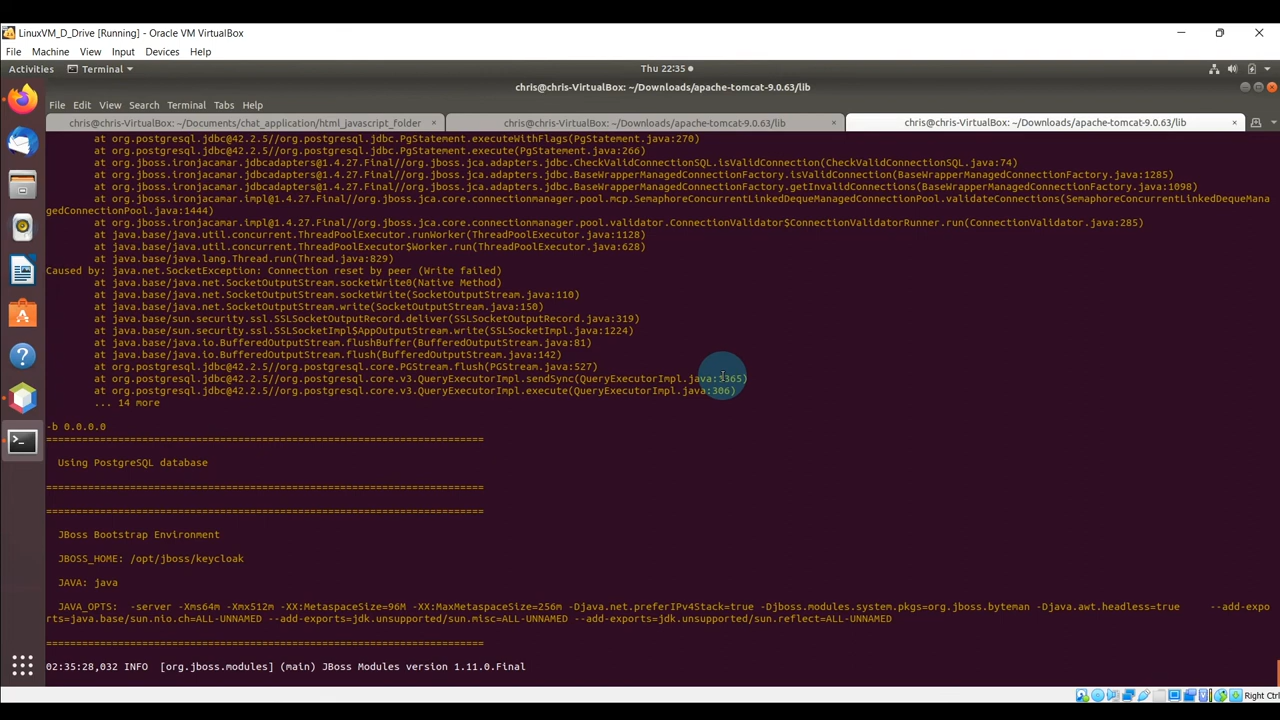 LinuxVM_D_Drive [Running] - Oracle VM VirtualBox
File Machine View Input Devices Help
Activities Terminal Thu 22:35
chris@chris-VirtualBox: ~/Downloads/apache-tomcat-9.0.63/lib
File Edit View Search Terminal Tabs Help
chris@chris-VirtualBox: ~/Documents/chat_application/html_javascript_folder × chris@chris-VirtualBox: ~/Downloads/apache-tomcat-9.0.63/lib × chris@chris-VirtualBox: ~/Downloads/apache-tomcat-9.0.63/lib ×
at org.postgresql.jdbc@42.2.5//org.postgresql.jdbc.PgStatement.executeWithFlags(PgStatement.java:270)
at org.postgresql.jdbc@42.2.5//org.postgresql.jdbc.PgStatement.execute(PgStatement.java:266)
at org.jboss.ironjacamar.jdbcadapters@1.4.27.Final//org.jboss.jca.adapters.jdbc.CheckValidConnectionSQL.isValidConnection(CheckValidConnectionSQL.java:74)
at org.jboss.ironjacamar.jdbcadapters@1.4.27.Final//org.jboss.jca.adapters.jdbc.BaseWrapperManagedConnectionFactory.isValidConnection(BaseWrapperManagedConnectionFactory.java:1285)
at org.jboss.ironjacamar.jdbcadapters@1.4.27.Final//org.jboss.jca.adapters.jdbc.BaseWrapperManagedConnectionFactory.getInvalidConnections(BaseWrapperManagedConnectionFactory.java:1098)
at org.jboss.ironjacamar.impl@1.4.27.Final//org.jboss.jca.core.connectionmanager.pool.mcp.SemaphoreConcurrentLinkedDequeManagedConnectionPool.validateConnections(SemaphoreConcurrentLinkedDequeMana
gedConnectionPool.java:1444)
at org.jboss.ironjacamar.impl@1.4.27.Final//org.jboss.jca.core.connectionmanager.pool.validator.ConnectionValidator$ConnectionValidatorRunner.run(ConnectionValidator.java:285)
at java.base/java.util.concurrent.ThreadPoolExecutor.runWorker(ThreadPoolExecutor.java:1128)
at java.base/java.util.concurrent.ThreadPoolExecutor$Worker.run(ThreadPoolExecutor.java:628)
at java.base/java.lang.Thread.run(Thread.java:829)
Caused by: java.net.SocketException: Connection reset by peer (Write failed)
at java.base/java.net.SocketOutputStream.socketWrite0(Native Method)
at java.base/java.net.SocketOutputStream.socketWrite(SocketOutputStream.java:110)
at java.base/java.net.SocketOutputStream.write(SocketOutputStream.java:150)
at java.base/sun.security.ssl.SSLSocketOutputRecord.deliver(SSLSocketOutputRecord.java:319)
at java.base/sun.security.ssl.SSLSocketImpl$AppOutputStream.write(SSLSocketImpl.java:1224)
at java.base/java.io.BufferedOutputStream.flushBuffer(BufferedOutputStream.java:81)
at java.base/java.io.BufferedOutputStream.flush(BufferedOutputStream.java:142)
at org.postgresql.jdbc@42.2.5//org.postgresql.core.PGStream.flush(PGStream.java:527)
at org.postgresql.jdbc@42.2.5//org.postgresql.core.v3.QueryExecutorImpl.sendSync(QueryExecutorImpl.java:1365)
at org.postgresql.jdbc@42.2.5//org.postgresql.core.v3.QueryExecutorImpl.execute(QueryExecutorImpl.java:306)
... 14 more
-b 0.0.0.0
=========================================================================
Using PostgreSQL database
=========================================================================
=========================================================================
JBoss Bootstrap Environment
JBOSS_HOME: /opt/jboss/keycloak
JAVA: java
JAVA_OPTS: -server -Xms64m -Xmx512m -XX:MetaspaceSize=96M -XX:MaxMetaspaceSize=256m -Djava.net.preferIPv4Stack=true -Djboss.modules.system.pkgs=org.jboss.byteman -Djava.awt.headless=true --add-expo
rts=java.base/sun.nio.ch=ALL-UNNAMED --add-exports=jdk.unsupported/sun.misc=ALL-UNNAMED --add-exports=jdk.unsupported/sun.reflect=ALL-UNNAMED
=========================================================================
02:35:28,032 INFO [org.jboss.modules] (main) JBoss Modules version 1.11.0.Final
Right Ctrl